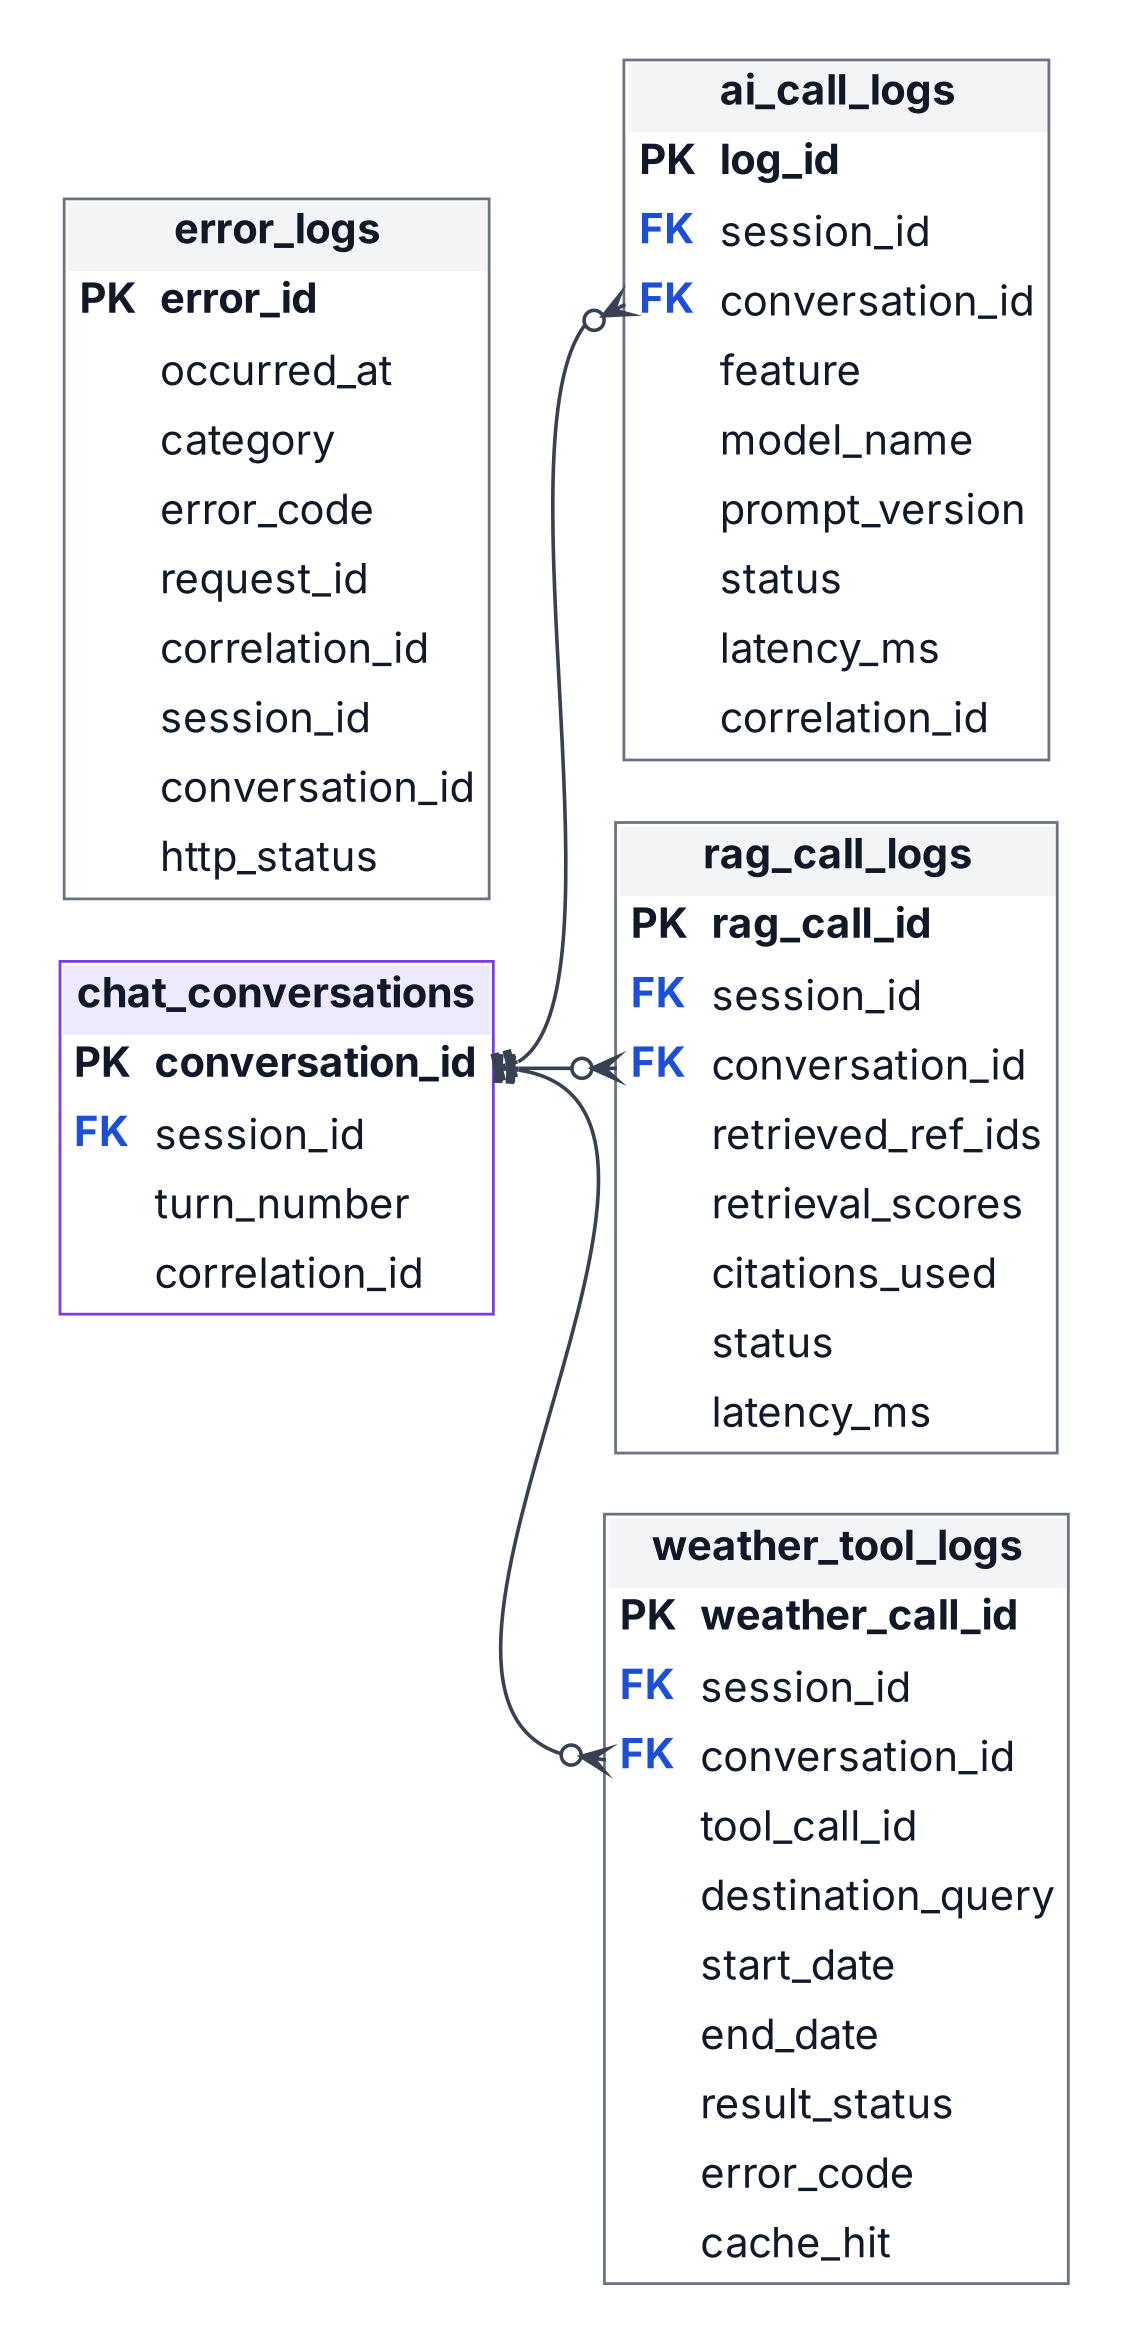 error_logs
PK error_id
occurred_at
category
error_code
request_id
correlation_id
session_id
conversation_id
http_status
chat_conversations
PK conversation_id
FK session_id
turn_number
correlation_id
ai_call_logs
PK log_id
FK session_id
FK conversation_id
feature
model_name
prompt_version
status
latency_ms
correlation_id
rag_call_logs
PK rag_call_id
FK session_id
FK conversation_id
retrieved_ref_ids
retrieval_scores
citations_used
status
latency_ms
weather_tool_logs
PK weather_call_id
FK session_id
FK conversation_id
tool_call_id
destination_query
start_date
end_date
result_status
error_code
cache_hit